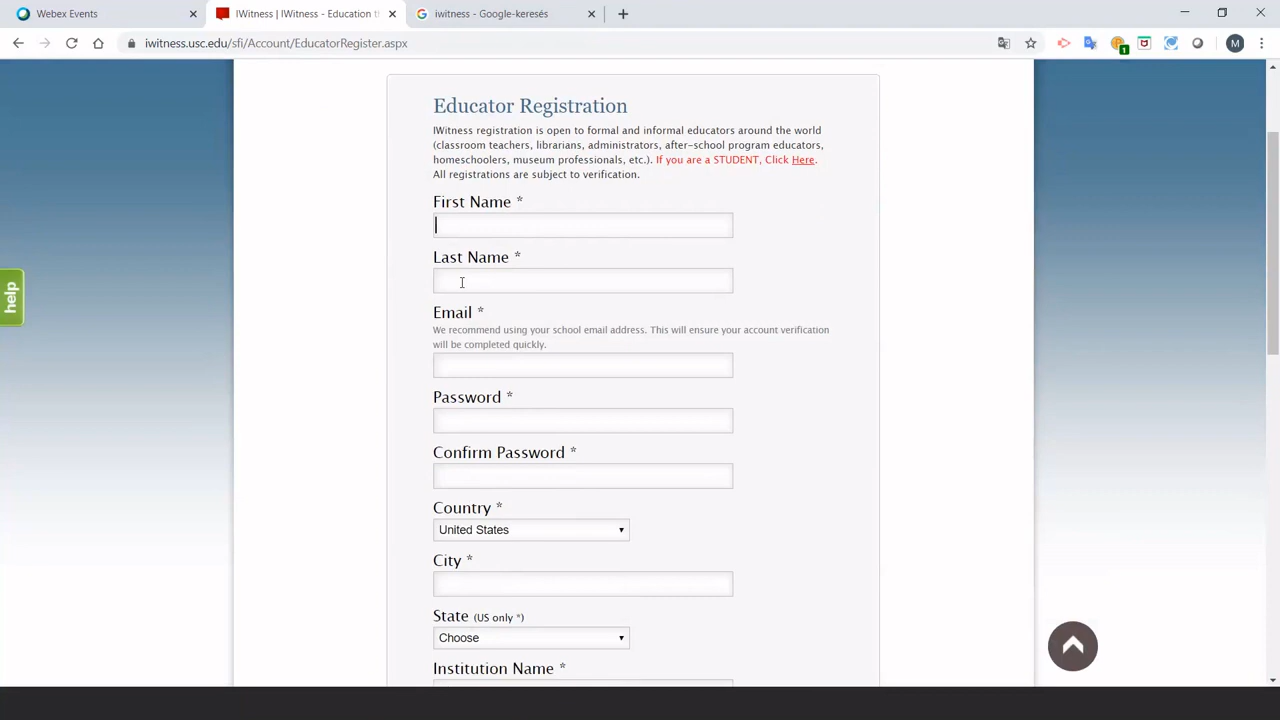 Webex Events
IWitness | IWitness - Education t
iwitness - Google-keresés
iwitness.usc.edu/sfi/Account/EducatorRegister.aspx
1
M
Educator Registration
IWitness registration is open to formal and informal educators around the world
(classroom teachers, librarians, administrators, after-school program educators,
homeschoolers, museum professionals, etc.). If you are a STUDENT, Click Here.
All registrations are subject to verification.
First Name *
Last Name *
help
Email *
We recommend using your school email address. This will ensure your account verification
will be completed quickly.
Password *
Confirm Password *
Country *
United States
City *
State (US only *)
Choose
Institution Name *